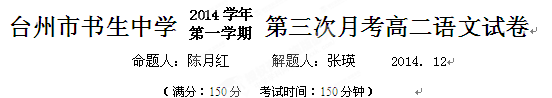 台州市书生中学 2014学年第一学期 第三次月考高二语文试卷
命题人：陈月红 解题人：张瑛 2014. 12
（满分：150分 考试时间：150分钟）